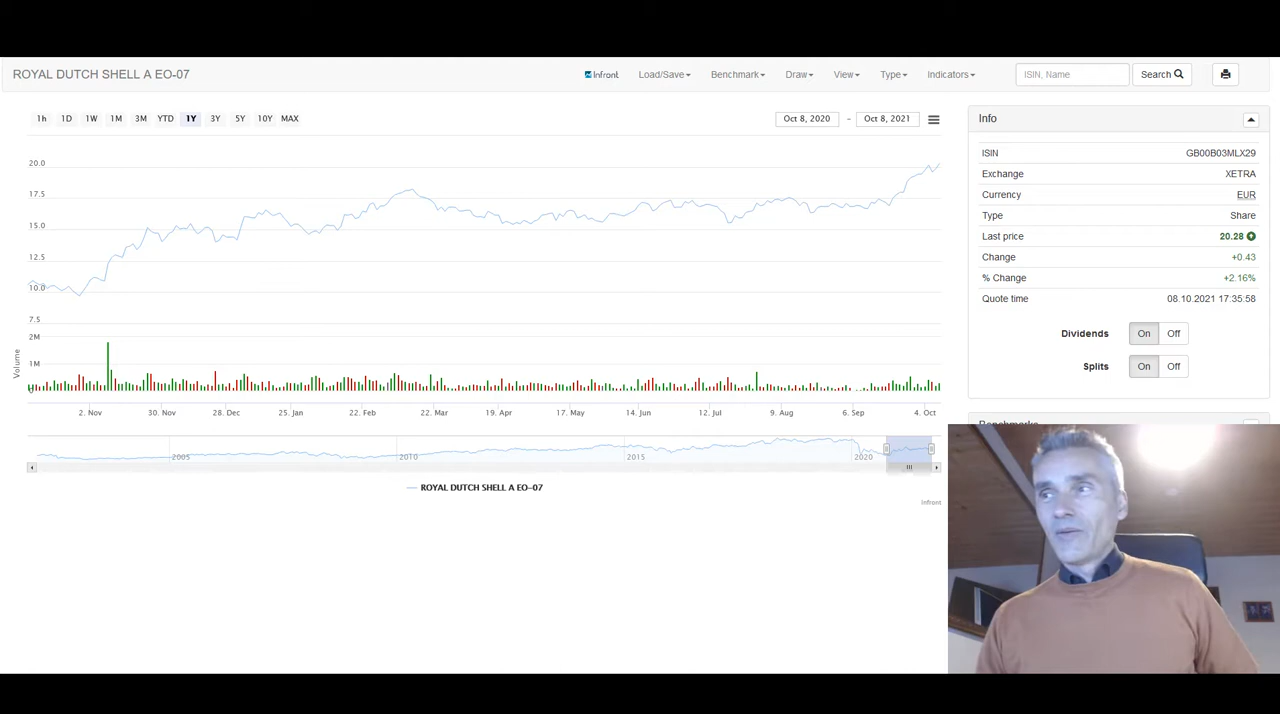 ROYAL DUTCH SHELL A EO-07
Infront Load/Save Benchmark Draw View Type Indicators ISIN, Name Search
1h 1D 1W 1M 3M YTD 1Y 3Y 5Y 10Y MAX Oct 8, 2020 – Oct 8, 2021
20.0
17.5
15.0
12.5
10.0
7.5
2M
1M
0
Volume
2. Nov 30. Nov 28. Dec 25. Jan 22. Feb 22. Mar 19. Apr 17. May 14. Jun 12. Jul 9. Aug 6. Sep 4. Oct
2005 2010 2015 2020
ROYAL DUTCH SHELL A EO-07
Infront
Info
ISIN GB00B03MLX29
Exchange XETRA
Currency EUR
Type Share
Last price 20.28
Change +0.43
% Change +2.16%
Quote time 08.10.2021 17:35:58
Dividends On Off
Splits On Off
Benchmarks